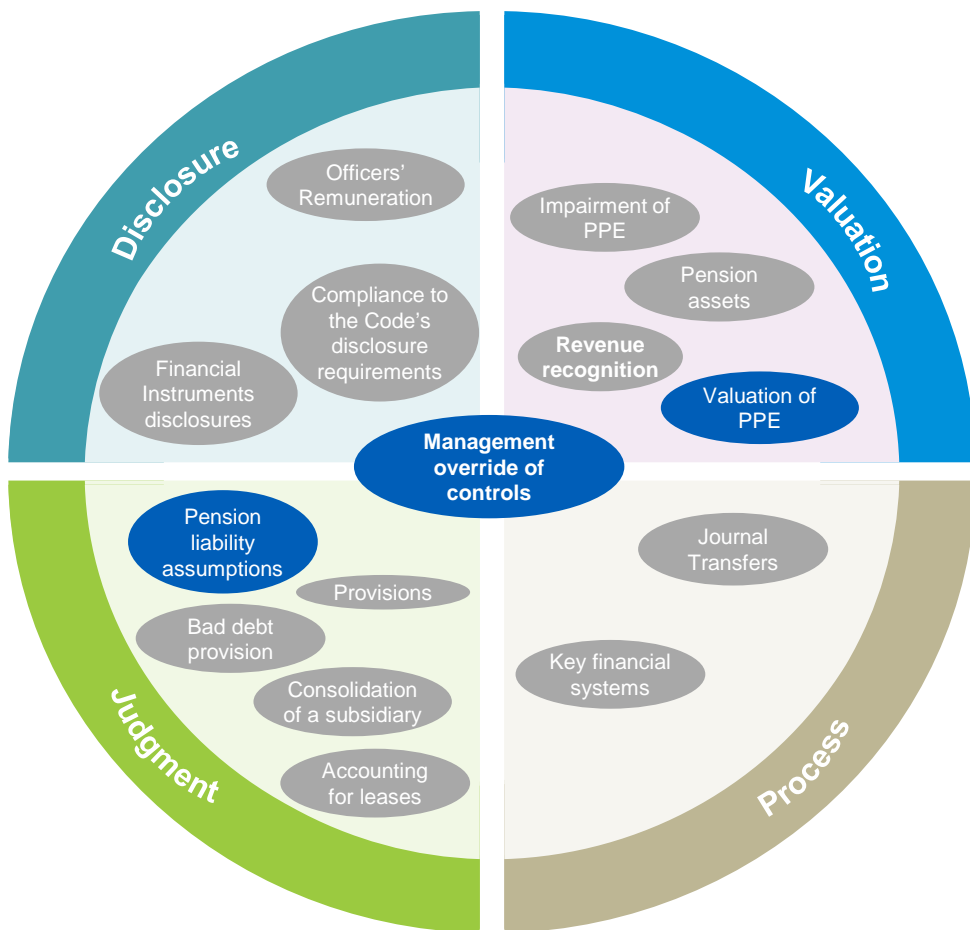 Disclosure
Officers'
Remuneration
Compliance to
the Code's
disclosure
requirements
Financial
Instruments
disclosures
Valuation
Impairment of
PPE
Pension
assets
Revenue
recognition
Valuation of
PPE
Management
override of
controls
Judgment
Pension
liability
assumptions
Provisions
Bad debt
provision
Consolidation
of a subsidiary
Accounting
for leases
Process
Journal
Transfers
Key financial
systems